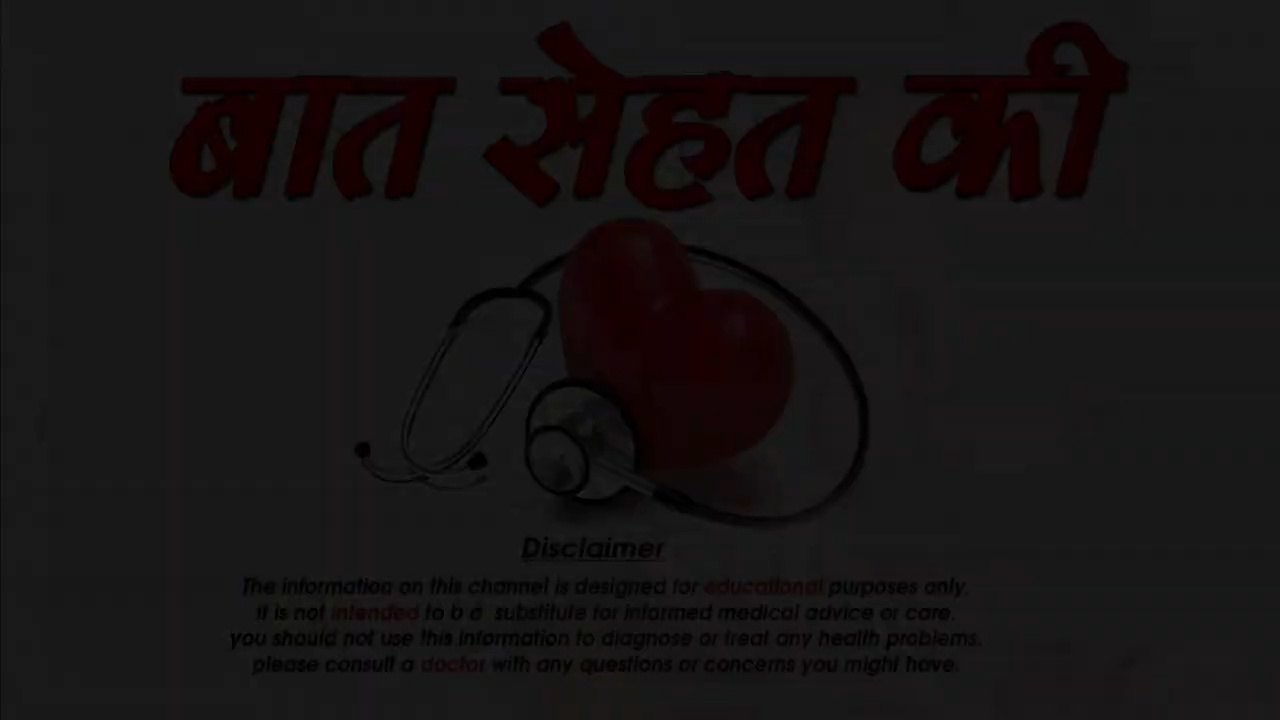 बात सेहत की
Disclaimer
The information on this channel is designed for educational purposes only.
it is not intended to b a substitute for informed medical advice or care.
you should not use this information to diagnose or treat any health problems.
please consult a doctor with any questions or concerns you might have.